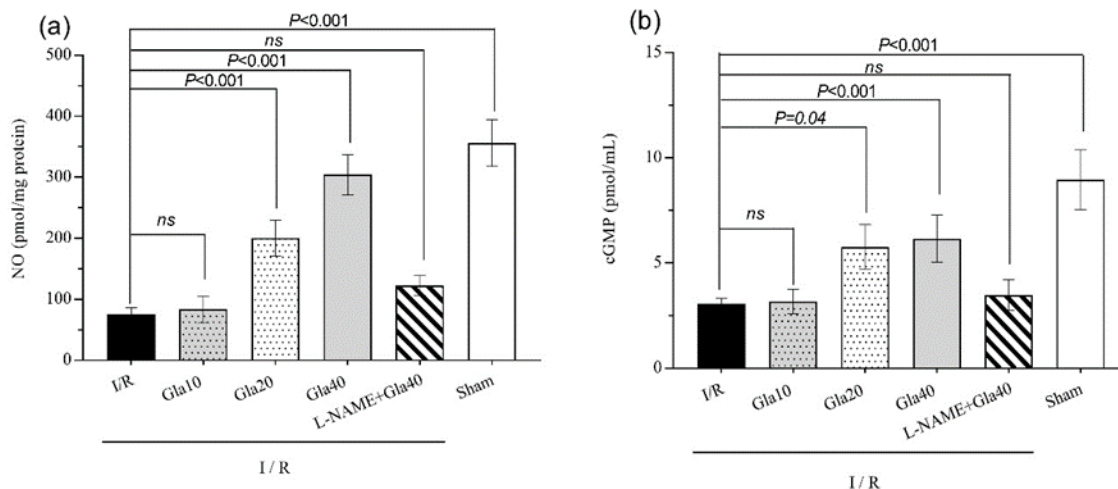 (a)
P<0.001
ns
P<0.001
P<0.001
ns
500
400
300
200
100
0
NO (pmol/mg protein)
I/R
Gla10
Gla20
Gla40
L-NAME+Gla40
Sham
I / R
(b)
P<0.001
ns
P<0.001
P=0.04
ns
15
10
5
0
cGMP (pmol/mL)
I/R
Gla10
Gla20
Gla40
L-NAME+Gla40
Sham
I / R